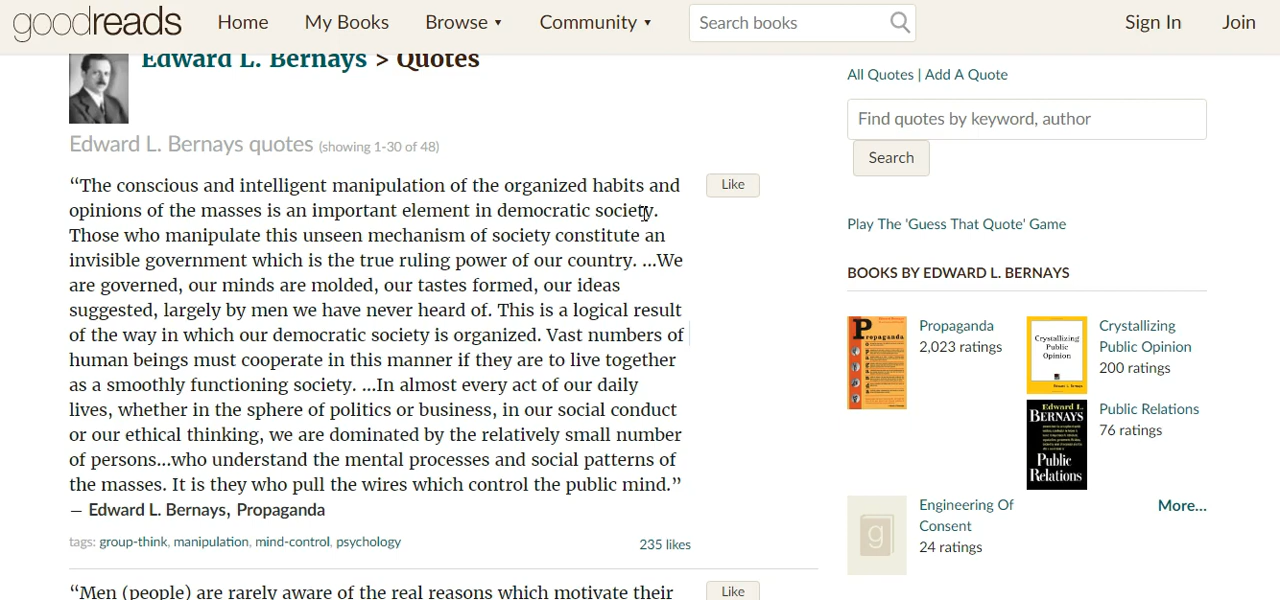 goodreads Home My Books Browse ▾ Community ▾ Search books Sign In Join
Edward L. Bernays > Quotes
Edward L. Bernays quotes (showing 1-30 of 48)
“The conscious and intelligent manipulation of the organized habits and
opinions of the masses is an important element in democratic society.
Those who manipulate this unseen mechanism of society constitute an
invisible government which is the true ruling power of our country. ...We
are governed, our minds are molded, our tastes formed, our ideas
suggested, largely by men we have never heard of. This is a logical result
of the way in which our democratic society is organized. Vast numbers of
human beings must cooperate in this manner if they are to live together
as a smoothly functioning society. ...In almost every act of our daily
lives, whether in the sphere of politics or business, in our social conduct
or our ethical thinking, we are dominated by the relatively small number
of persons...who understand the mental processes and social patterns of
the masses. It is they who pull the wires which control the public mind.”
― Edward L. Bernays, Propaganda
tags: group-think, manipulation, mind-control, psychology
235 likes
Like
“Men (people) are rarely aware of the real reasons which motivate their
Like
All Quotes | Add A Quote
Find quotes by keyword, author
Search
Play The 'Guess That Quote' Game
BOOKS BY EDWARD L. BERNAYS
Propaganda
Propaganda
2,023 ratings
Crystallizing
Public
Opinion
Crystallizing
Public Opinion
200 ratings
Edward L.
BERNAYS
Public
Relations
Public Relations
76 ratings
g
Engineering Of
Consent
24 ratings
More...